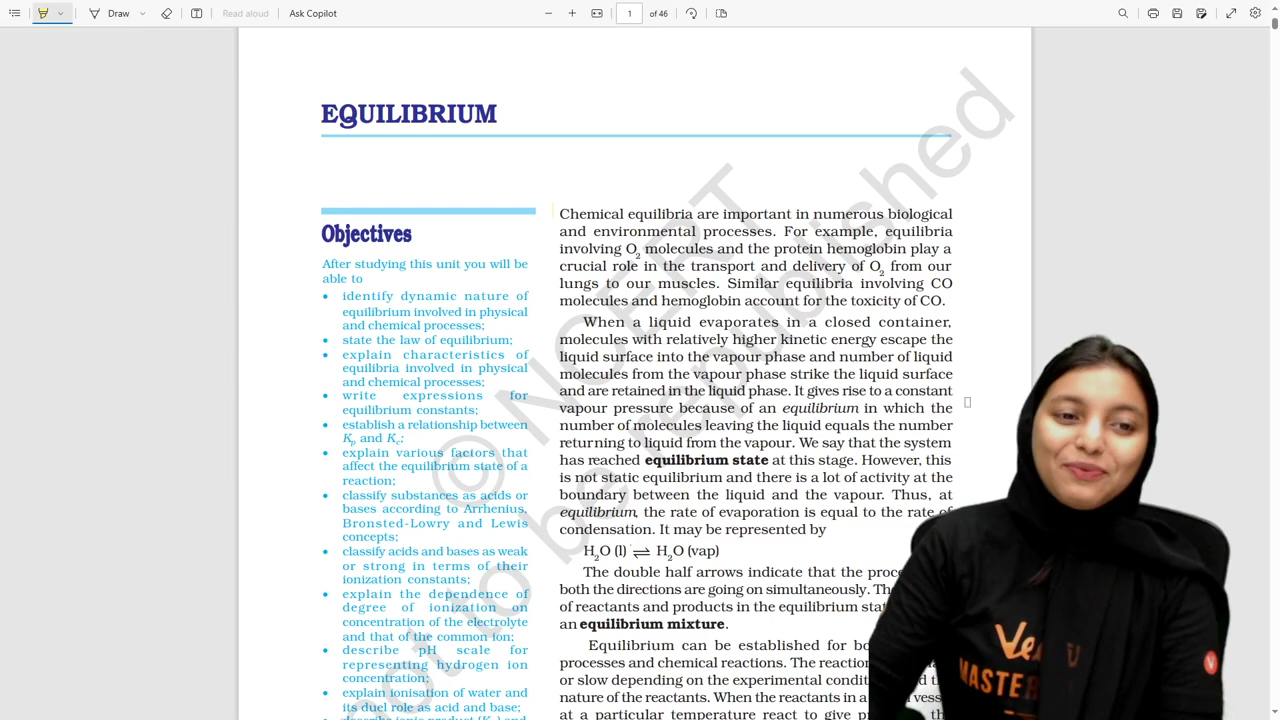 Read aloud
Ask Copilot
Draw
1 of 46
EQUILIBRIUM
Objectives
After studying this unit you will be
able to
• identify dynamic nature of
equilibrium involved in physical
and chemical processes;
• state the law of equilibrium;
• explain characteristics of
equilibria involved in physical
and chemical processes;
• write expressions for
equilibrium constants;
• establish a relationship between
Kp and Kc;
• explain various factors that
affect the equilibrium state of a
reaction;
• classify substances as acids or
bases according to Arrhenius,
Bronsted-Lowry and Lewis
concepts;
• classify acids and bases as weak
or strong in terms of their
ionization constants;
• explain the dependence of
degree of ionization on
concentration of the electrolyte
and that of the common ion;
• describe pH scale for
representing hydrogen ion
concentration;
• explain ionisation of water and
its duel role as acid and base;
• describe ionic product (Kw) and
Chemical equilibria are important in numerous biological
and environmental processes. For example, equilibria
involving O2 molecules and the protein hemoglobin play a
crucial role in the transport and delivery of O2 from our
lungs to our muscles. Similar equilibria involving CO
molecules and hemoglobin account for the toxicity of CO.
When a liquid evaporates in a closed container,
molecules with relatively higher kinetic energy escape the
liquid surface into the vapour phase and number of liquid
molecules from the vapour phase strike the liquid surface
and are retained in the liquid phase. It gives rise to a constant
vapour pressure because of an equilibrium in which the
number of molecules leaving the liquid equals the number
returning to liquid from the vapour. We say that the system
has reached equilibrium state at this stage. However, this
is not static equilibrium and there is a lot of activity at the
boundary between the liquid and the vapour. Thus, at
equilibrium, the rate of evaporation is equal to the rate of
condensation. It may be represented by
H2O (l) ⇌ H2O (vap)
The double half arrows indicate that the
both the directions are going on simultaneously.
of reactants and products in the equilibrium
an equilibrium mixture.
Equilibrium can be established for
processes and chemical reactions. The reaction
or slow depending on the experimental
nature of the reactants. When the reactants in a
at a particular temperature react to give
© NCERT
not to be republished
MASTER